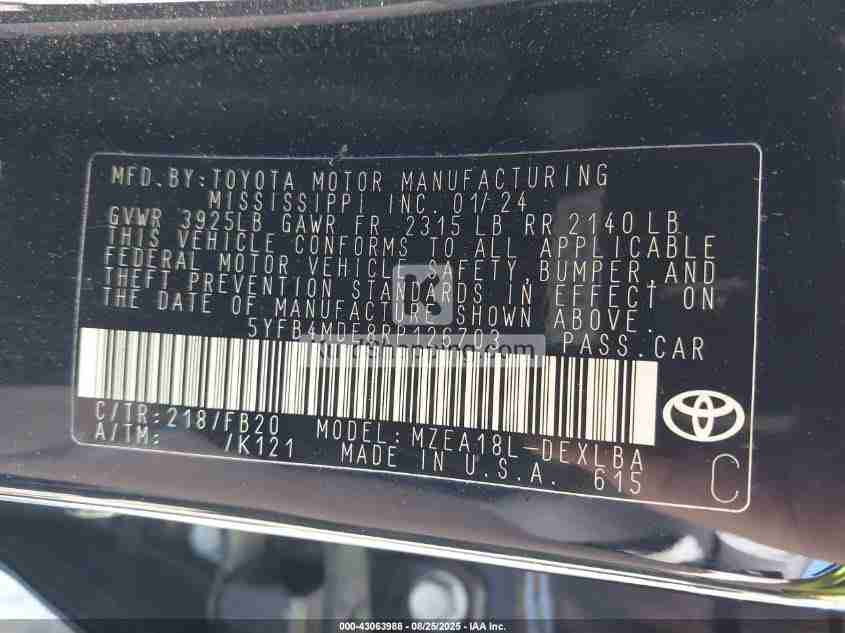 MFD.BY:TOYOTA MOTOR MANUFACTURING
MISSISSIPPI INC. 01/24
GVWR 3925LB GAWR FR 2315 LB RR 2140 LB
THIS VEHICLE CONFORMS TO ALL APPLICABLE
FEDERAL MOTOR VEHICLE SAFETY, BUMPER, AND
THEFT PREVENTION STANDARDS IN EFFECT ON
THE DATE OF MANUFACTURE SHOWN ABOVE.
PASS.CAR
C/TR: 218/FB20 MODEL: MZEA18L-DEXLBA
A/TM: /K121 MADE IN U.S.A. 615
C
000-43063988 - 08/25/2025 - IAA Inc.